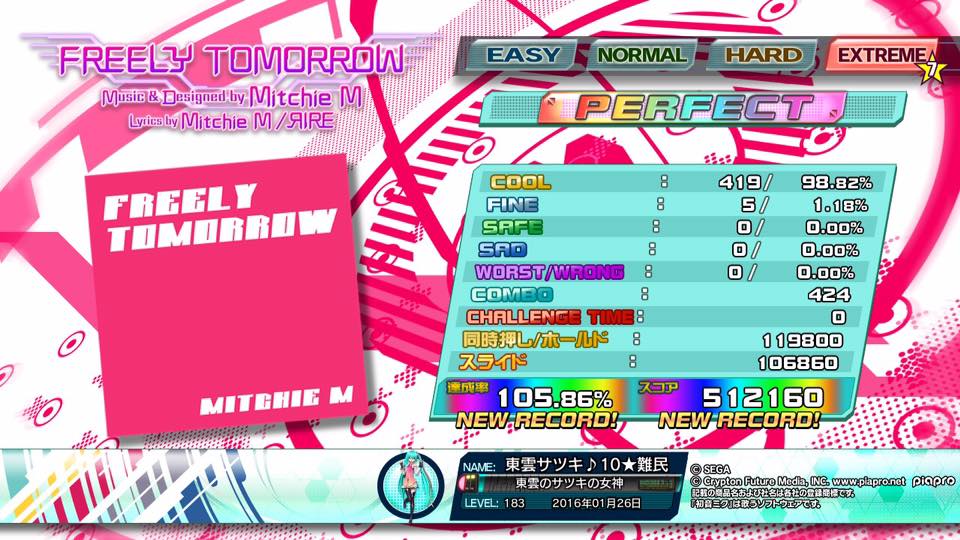 FREELY TOMORROW
Music & Designed by Mitchie M
Lyrics by Mitchie M/ЯIRE
EASY NORMAL HARD EXTREME 7
PERFECT
FREELY
TOMORROW
MITCHIE M
COOL : 419/ 98.82%
FINE : 5/ 1.18%
SAFE : 0/ 0.00%
SAD : 0/ 0.00%
WORST/WRONG : 0/ 0.00%
COMBO : 424
CHALLENGE TIME : 0
同時押し/ホールド : 119800
スライド : 106860
達成率 105.86% スコア 512160
NEW RECORD! NEW RECORD!
NAME: 東雲サツキ♪10★難民
東雲のサツキの女神
LEVEL: 183 2016年01月26日
© SEGA
© Crypton Future Media, INC. www.piapro.net piapro
記載の商品名および社名は各社の登録商標です。
『初音ミク』は歌うソフトウェアです。